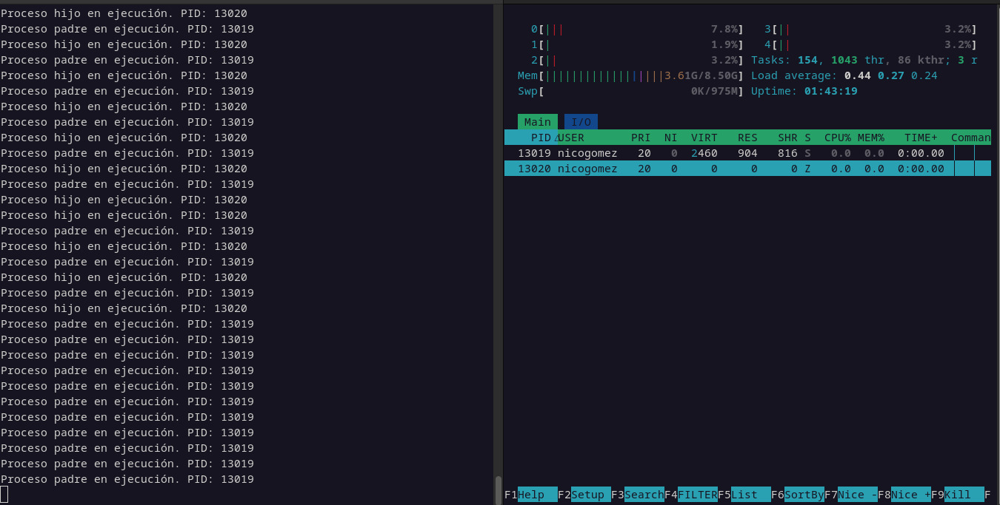 Proceso hijo en ejecución. PID: 13020
Proceso padre en ejecución. PID: 13019
Proceso hijo en ejecución. PID: 13020
Proceso padre en ejecución. PID: 13019
Proceso hijo en ejecución. PID: 13020
Proceso padre en ejecución. PID: 13019
Proceso hijo en ejecución. PID: 13020
Proceso padre en ejecución. PID: 13019
Proceso hijo en ejecución. PID: 13020
Proceso padre en ejecución. PID: 13019
Proceso hijo en ejecución. PID: 13020
Proceso padre en ejecución. PID: 13019
Proceso hijo en ejecución. PID: 13020
Proceso hijo en ejecución. PID: 13020
Proceso padre en ejecución. PID: 13019
Proceso hijo en ejecución. PID: 13020
Proceso padre en ejecución. PID: 13019
Proceso hijo en ejecución. PID: 13020
Proceso padre en ejecución. PID: 13019
Proceso hijo en ejecución. PID: 13020
Proceso padre en ejecución. PID: 13019
Proceso padre en ejecución. PID: 13019
Proceso padre en ejecución. PID: 13019
Proceso padre en ejecución. PID: 13019
Proceso padre en ejecución. PID: 13019
Proceso padre en ejecución. PID: 13019
Proceso padre en ejecución. PID: 13019
Proceso padre en ejecución. PID: 13019
Proceso padre en ejecución. PID: 13019
Proceso padre en ejecución. PID: 13019
Proceso padre en ejecución. PID: 13019
0[||| 7.8%] 3[|| 3.2%]
1[| 1.9%] 4[|| 3.2%]
2[|| 3.2%] Tasks: 154, 1043 thr, 86 kthr; 3 r
Mem[||||||||||||||||||3.61G/8.50G] Load average: 0.44 0.27 0.24
Swp[ 0K/975M] Uptime: 01:43:19
Main I/O
PID△USER PRI NI VIRT RES SHR S CPU% MEM% TIME+ Comman
13019 nicogomez 20 0 2460 904 816 S 0.0 0.0 0:00.00
13020 nicogomez 20 0 0 0 0 Z 0.0 0.0 0:00.00
F1Help F2Setup F3SearchF4FILTERF5List F6SortByF7Nice -F8Nice +F9Kill F